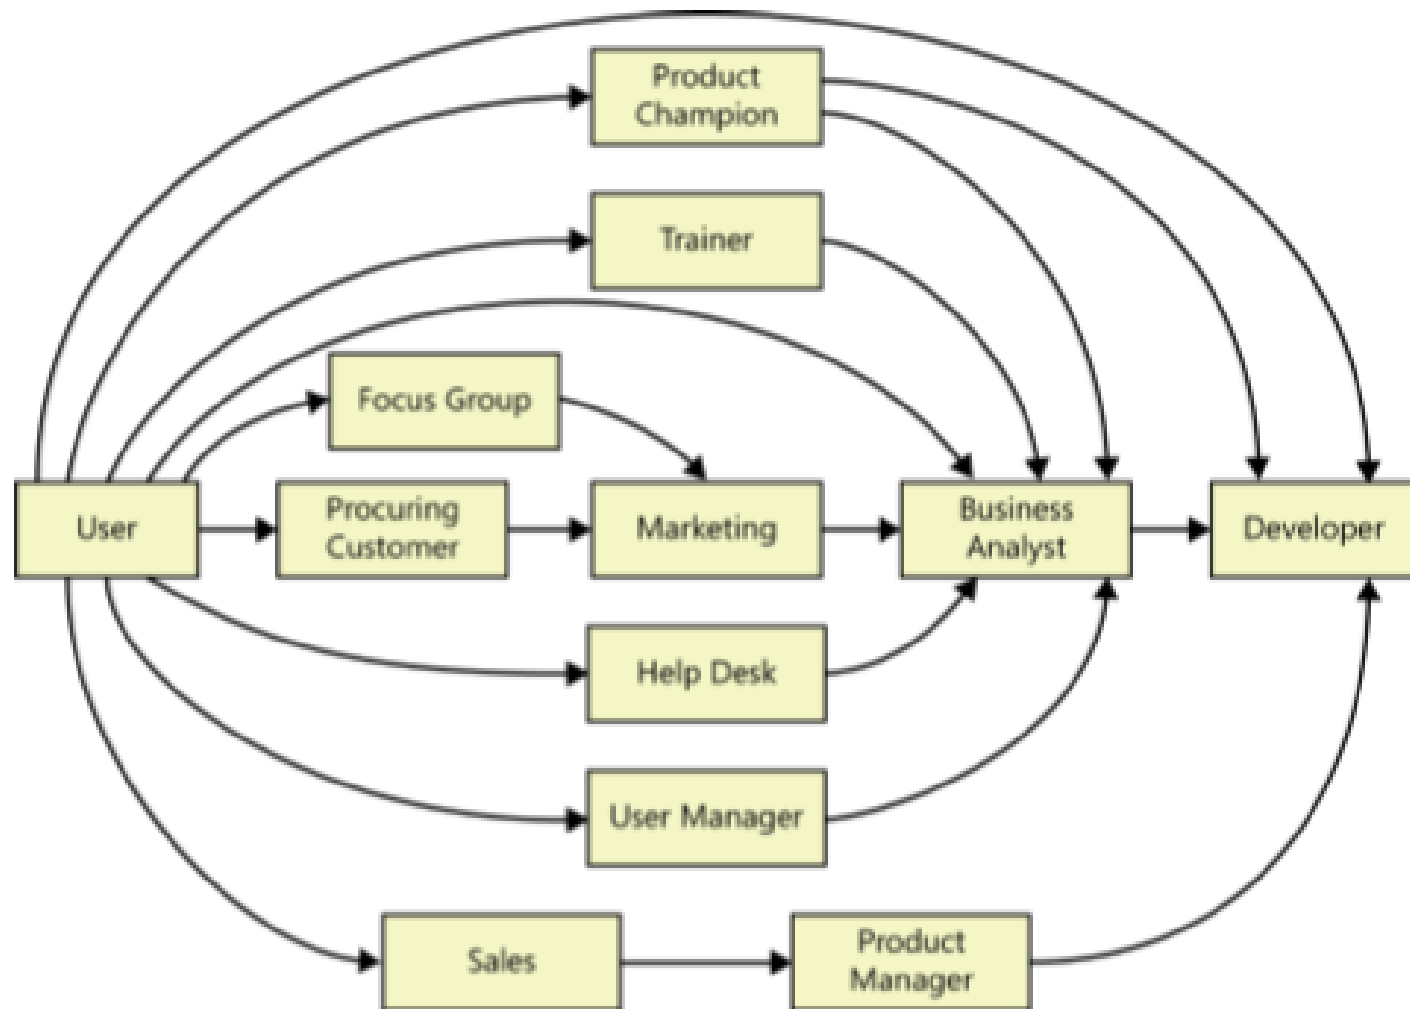 Product
Champion
Trainer
Focus Group
User
Procuring
Customer
Marketing
Business
Analyst
Developer
Help Desk
User Manager
Sales
Product
Manager